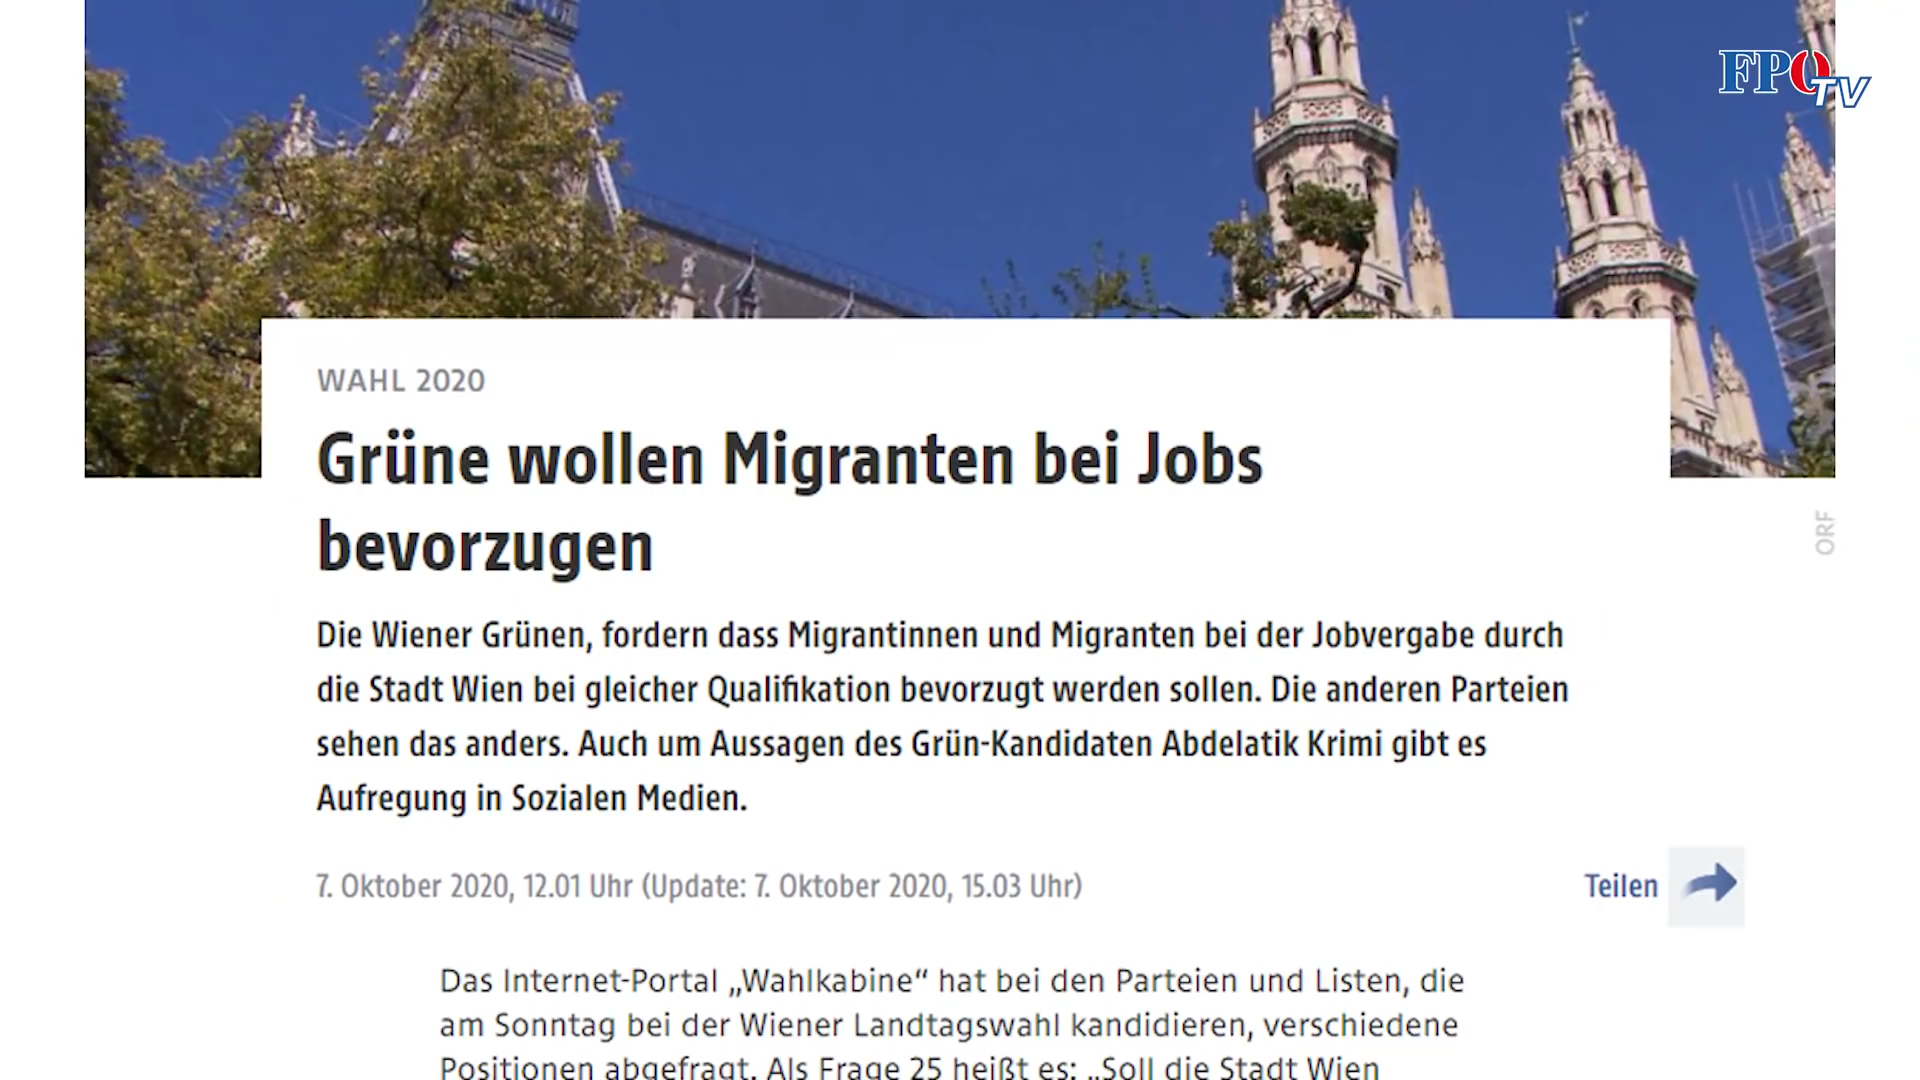 FPÖ TV
WAHL 2020
Grüne wollen Migranten bei Jobs
bevorzugen
ORF
Die Wiener Grünen, fordern dass Migrantinnen und Migranten bei der Jobvergabe durch
die Stadt Wien bei gleicher Qualifikation bevorzugt werden sollen. Die anderen Parteien
sehen das anders. Auch um Aussagen des Grün-Kandidaten Abdelatik Krimi gibt es
Aufregung in Sozialen Medien.
7. Oktober 2020, 12.01 Uhr (Update: 7. Oktober 2020, 15.03 Uhr)
Teilen
Das Internet-Portal „Wahlkabine“ hat bei den Parteien und Listen, die
am Sonntag bei der Wiener Landtagswahl kandidieren, verschiedene
Positionen abgefragt. Als Frage 25 heißt es: „Soll die Stadt Wien